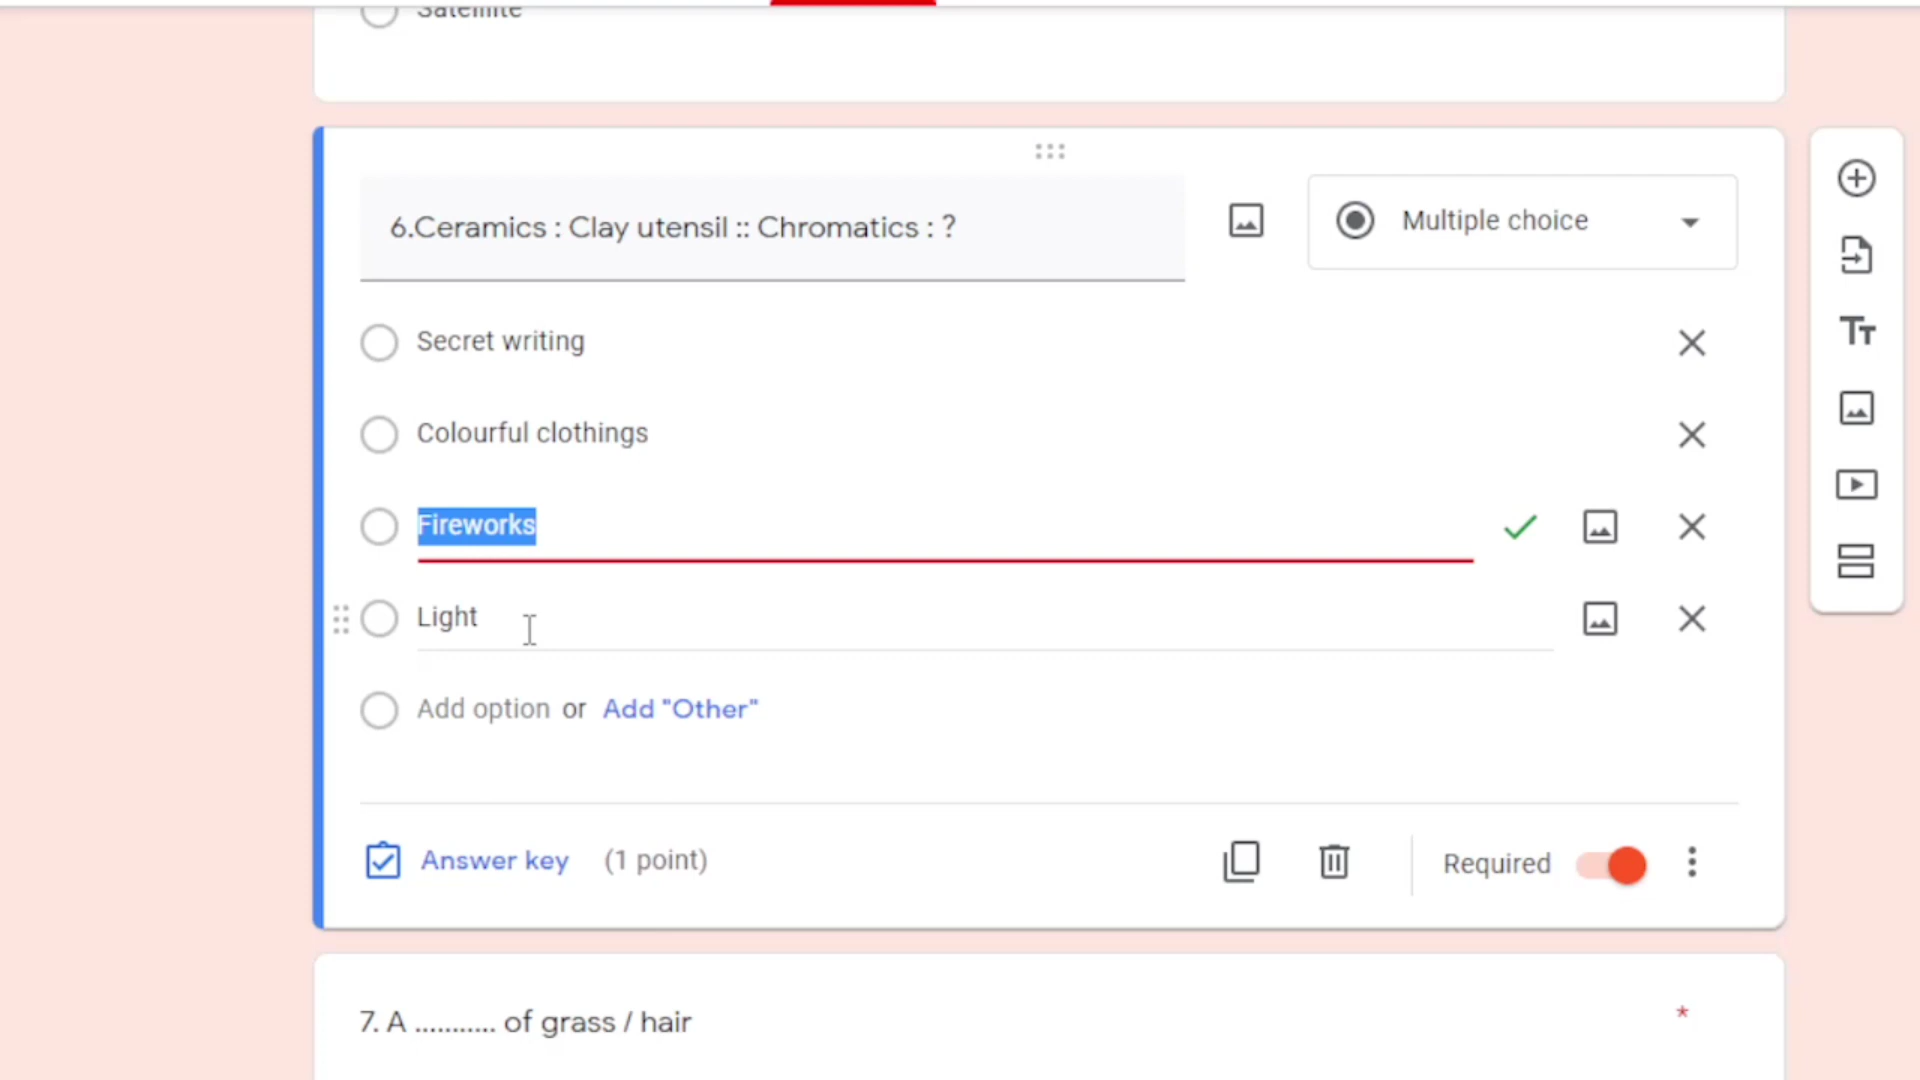 Satellite
6.Ceramics : Clay utensil :: Chromatics : ?
Multiple choice
Secret writing
Colourful clothings
Fireworks
Light
Add option or Add "Other"
Answer key (1 point)
Required
7. A ........... of grass / hair *